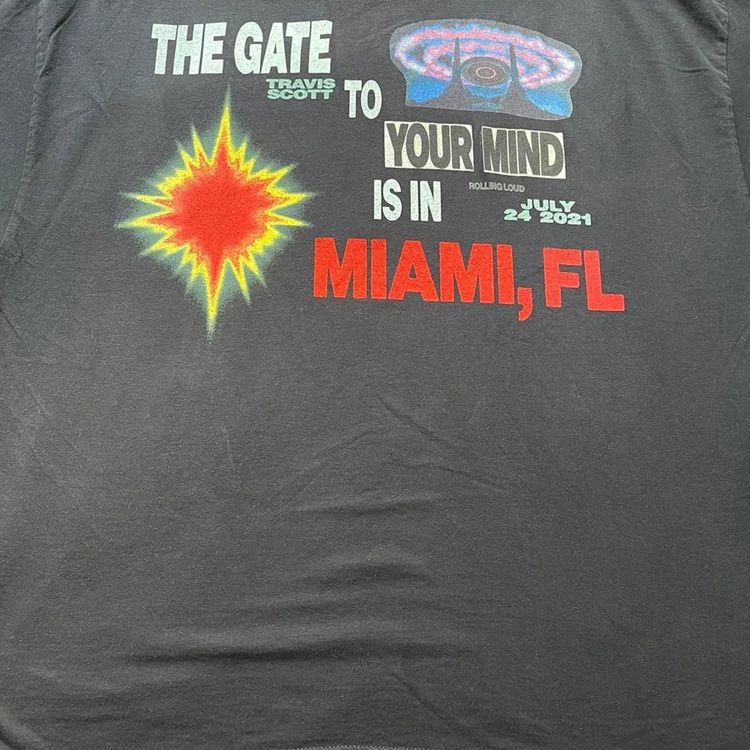 THE GATE
TRAVIS
SCOTT
TO
YOUR MIND
ROLLING LOUD
IS IN
JULY
24 2021
MIAMI, FL